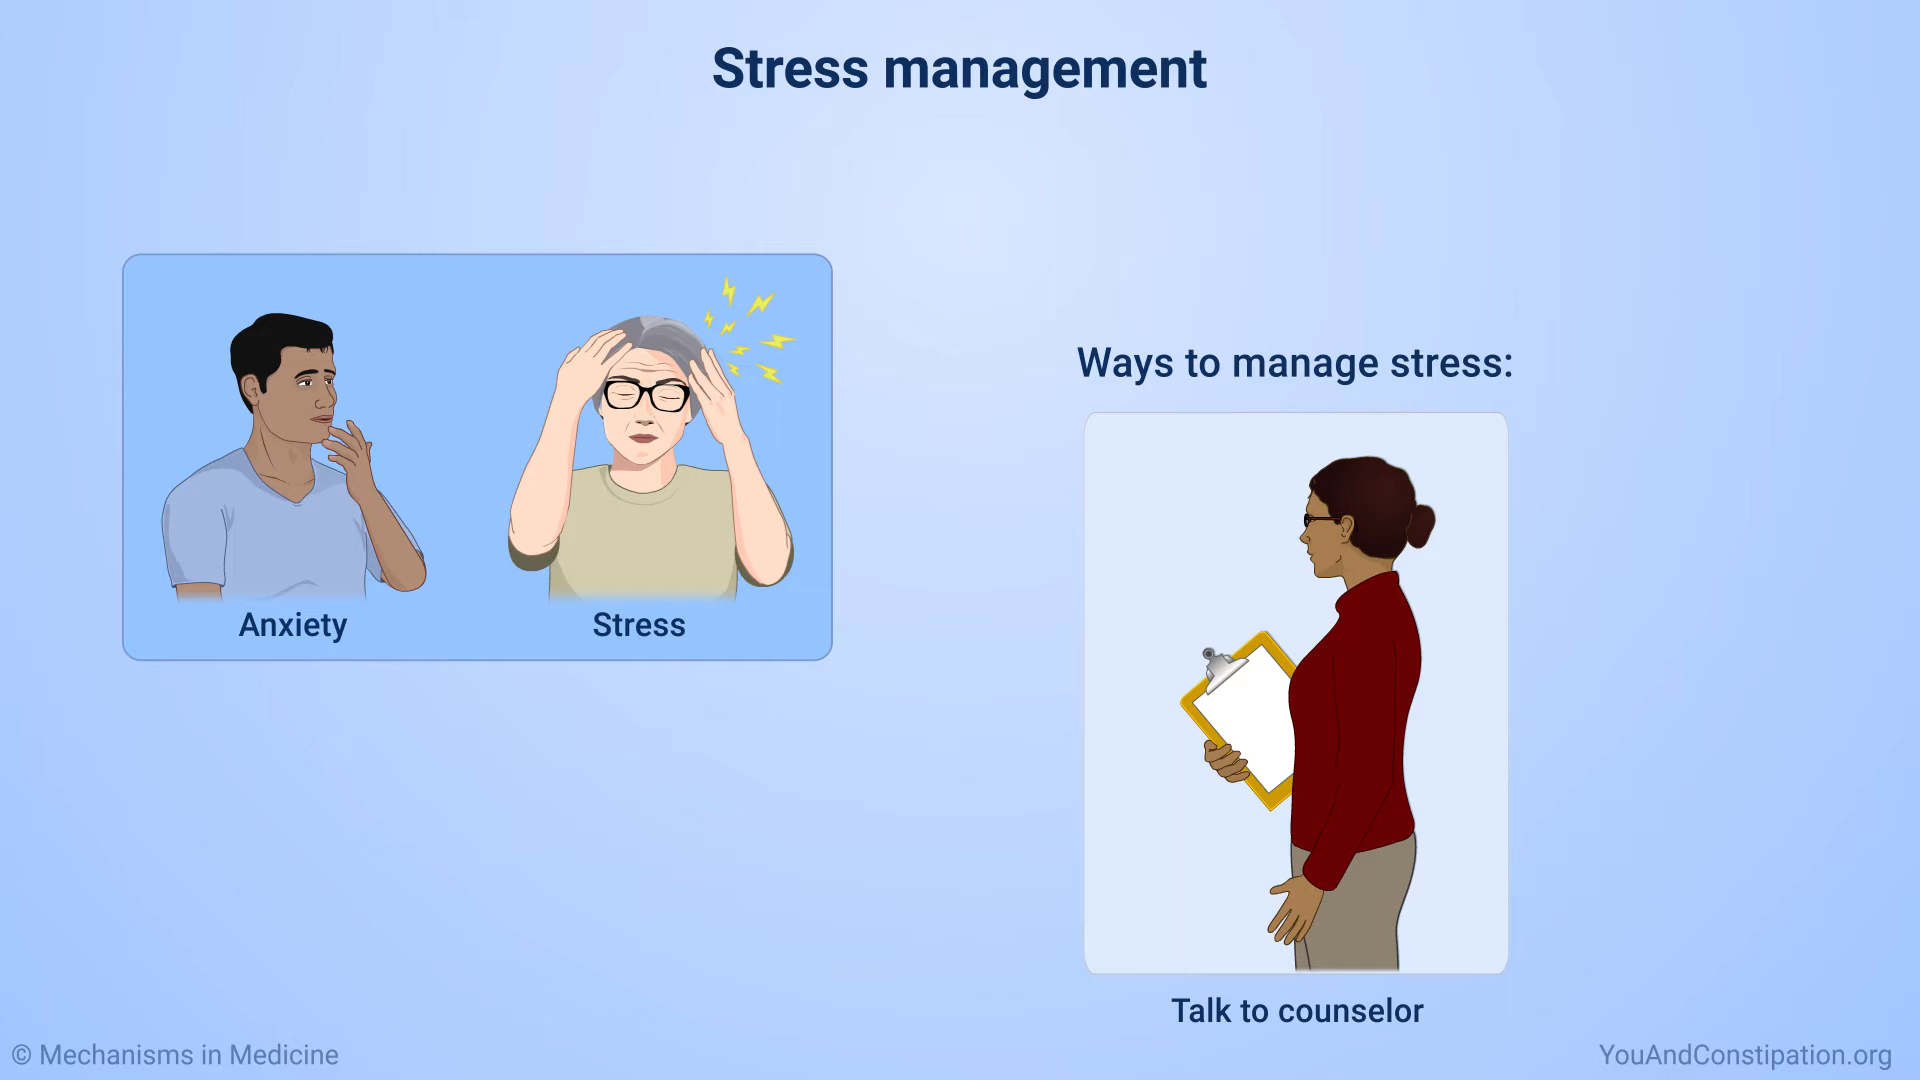 Stress management
Anxiety
Stress
Ways to manage stress:
Talk to counselor
© Mechanisms in Medicine
YouAndConstipation.org